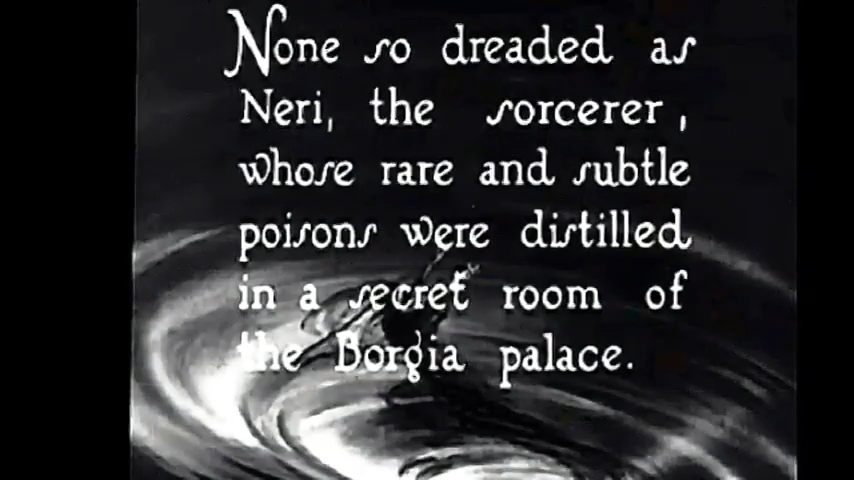 None so dreaded as
Neri, the sorcerer,
whose rare and subtle
poisons were distilled
in a secret room of
the Borgia palace.